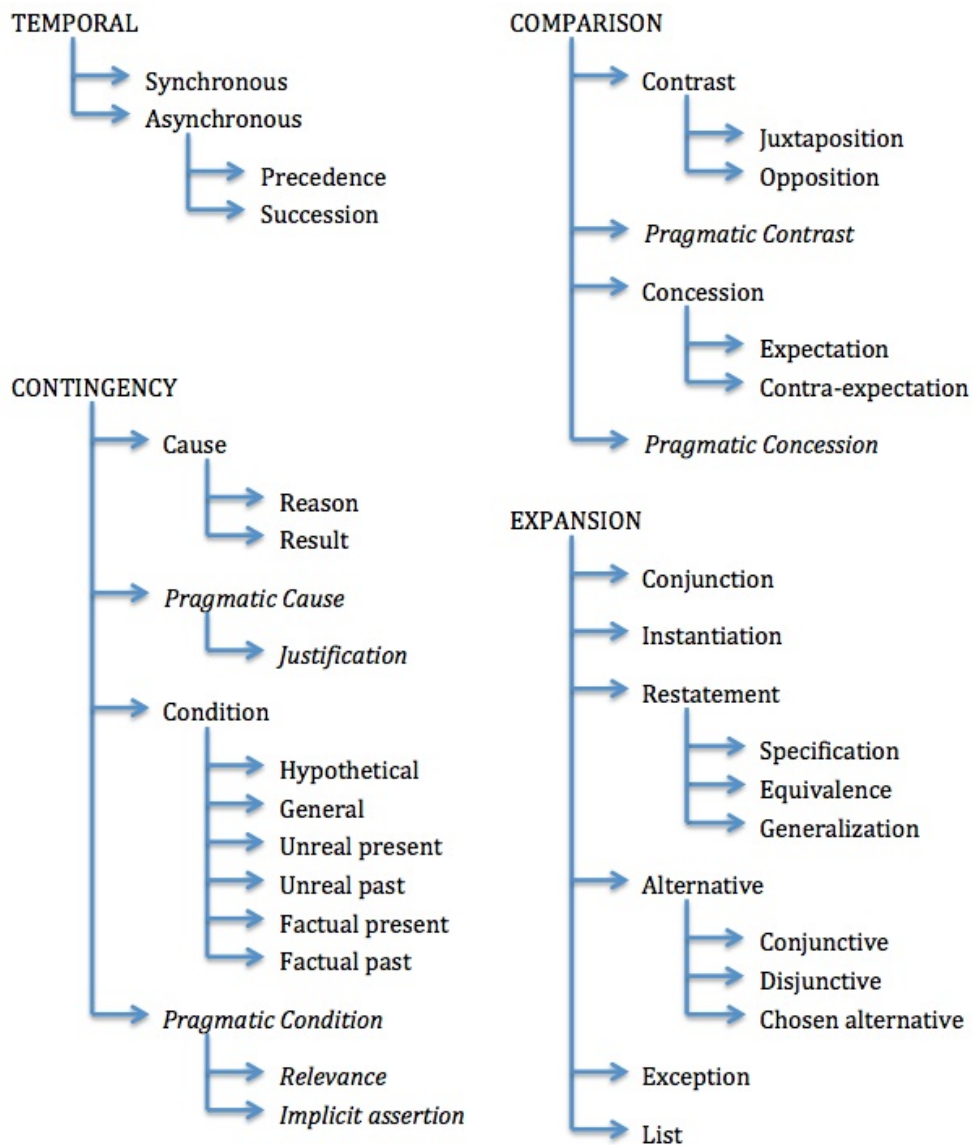 TEMPORAL
Synchronous
Asynchronous
Precedence
Succession
CONTINGENCY
Cause
Reason
Result
Pragmatic Cause
Justification
Condition
Hypothetical
General
Unreal present
Unreal past
Factual present
Factual past
Pragmatic Condition
Relevance
Implicit assertion
COMPARISON
Contrast
Juxtaposition
Opposition
Pragmatic Contrast
Concession
Expectation
Contra-expectation
Pragmatic Concession
EXPANSION
Conjunction
Instantiation
Restatement
Specification
Equivalence
Generalization
Alternative
Conjunctive
Disjunctive
Chosen alternative
Exception
List